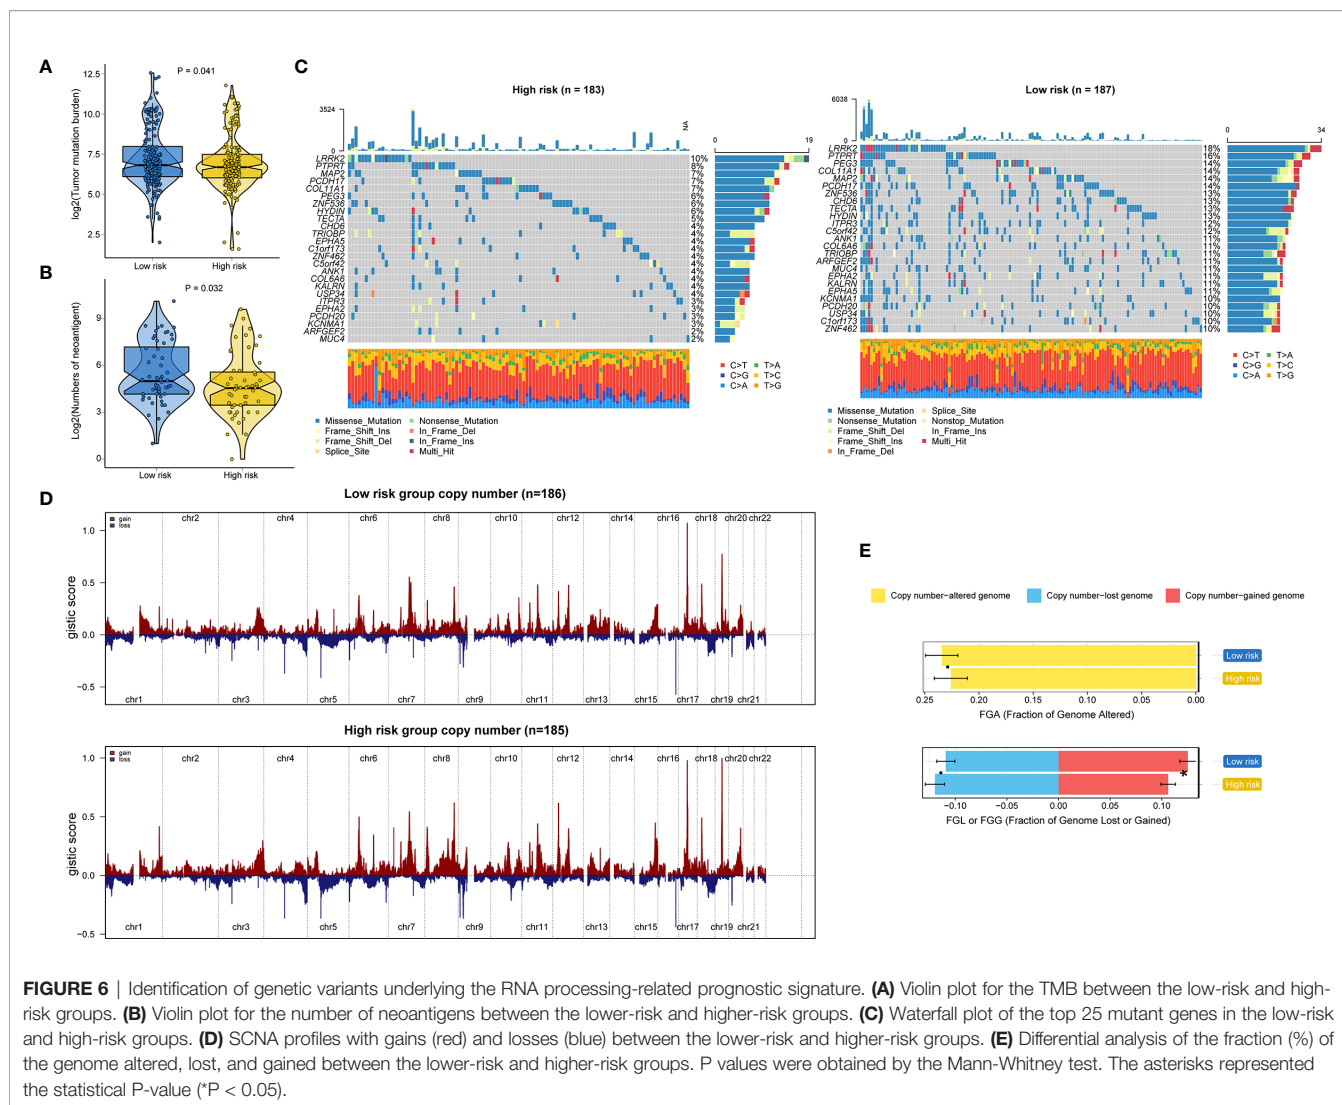 A
P = 0.041
log2(Tumor mutation burden)
12.5
10.0
7.5
5.0
2.5
Low risk
High risk
B
P = 0.032
Log2(Numbers of neoantigent)
9
6
3
0
Low risk
High risk
C
High risk (n = 183)
3524
0
NA
0
19
LRRK2 10%
PTPRT 8%
MAP2 7%
PCDH17 7%
COL11A1 7%
PEG3 6%
ZNF536 6%
HYDIN 6%
TECTA 5%
CHD6 4%
TRIOBP 4%
EPHA5 4%
C1orf173 4%
ZNF462 4%
C5orf42 4%
ANK1 4%
COL6A6 4%
KALRN 4%
USP34 4%
ITPR3 3%
EPHA2 3%
PCDH20 3%
KCNMA1 3%
ARFGEF2 2%
MUC4 2%
C>T T>A
C>G T>C
C>A T>G
Missense_Mutation Nonsense_Mutation
Frame_Shift_Ins In_Frame_Del
Frame_Shift_Del In_Frame_Ins
Splice_Site Multi_Hit
Low risk (n = 187)
6038
0
0
34
LRRK2 18%
PTPRT 16%
PEG3 14%
COL11A1 14%
MAP2 14%
PCDH17 14%
ZNF536 13%
CHD6 13%
TECTA 13%
HYDIN 13%
ITPR3 12%
C5orf42 12%
ANK1 11%
COL6A6 11%
TRIOBP 11%
ARFGEF2 11%
MUC4 11%
EPHA2 11%
KALRN 11%
EPHA5 11%
KCNMA1 10%
PCDH20 10%
USP34 10%
C1orf173 10%
ZNF462 10%
C>T T>A
C>G T>C
C>A T>G
Missense_Mutation Splice_Site
Nonsense_Mutation Nonstop_Mutation
Frame_Shift_Del In_Frame_Ins
Frame_Shift_Ins Multi_Hit
In_Frame_Del
D
Low risk group copy number (n=186)
gain
loss
chr2 chr4 chr6 chr8 chr10 chr12 chr14 chr16 chr18 chr20 chr22
gistic score
1.0
0.5
0.0
−0.5
chr1 chr3 chr5 chr7 chr9 chr11 chr13 chr15 chr17 chr19 chr21
High risk group copy number (n=185)
gain
loss
chr2 chr4 chr6 chr8 chr10 chr12 chr14 chr16 chr18 chr20 chr22
gistic score
1.0
0.5
0.0
−0.5
chr1 chr3 chr5 chr7 chr9 chr11 chr13 chr15 chr17 chr19 chr21
E
Copy number−altered genome Copy number−lost genome Copy number−gained genome
Low risk
High risk
0.25 0.20 0.15 0.10 0.05 0.00
FGA (Fraction of Genome Altered)
Low risk
*
High risk
−0.10 −0.05 0.00 0.05 0.10
FGL or FGG (Fraction of Genome Lost or Gained)
FIGURE 6 | Identification of genetic variants underlying the RNA processing-related prognostic signature. (A) Violin plot for the TMB between the low-risk and high-
risk groups. (B) Violin plot for the number of neoantigens between the lower-risk and higher-risk groups. (C) Waterfall plot of the top 25 mutant genes in the low-risk
and high-risk groups. (D) SCNA profiles with gains (red) and losses (blue) between the lower-risk and higher-risk groups. (E) Differential analysis of the fraction (%) of
the genome altered, lost, and gained between the lower-risk and higher-risk groups. P values were obtained by the Mann-Whitney test. The asterisks represented
the statistical P-value (*P < 0.05).